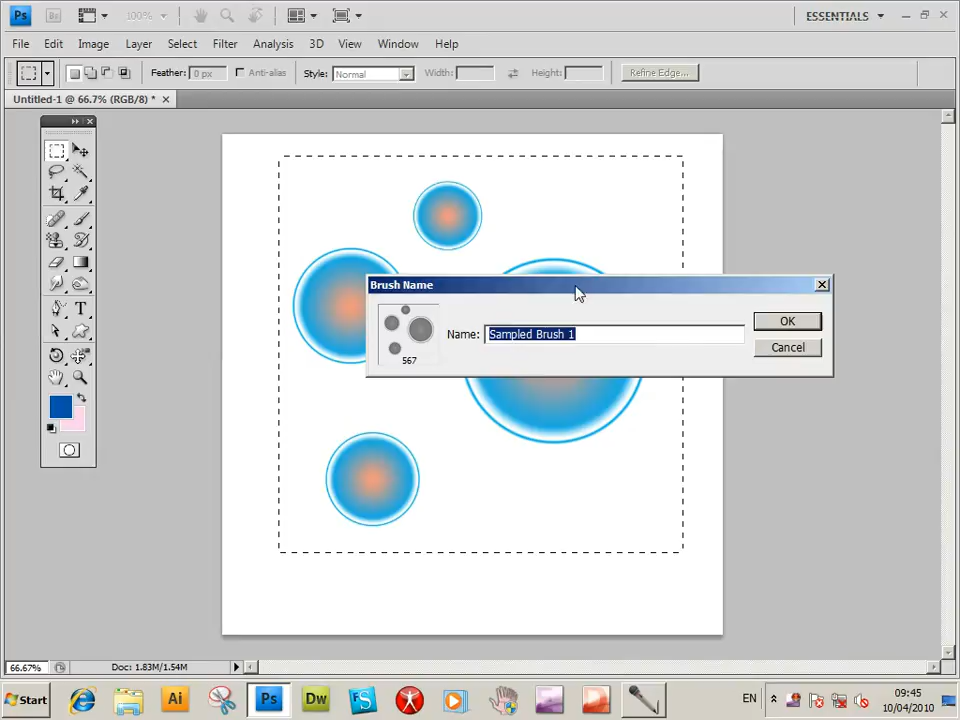 Ps Br 100% ESSENTIALS
File Edit Image Layer Select Filter Analysis 3D View Window Help
Feather: 0 px Anti-alias Style: Normal Width: Height: Refine Edge...
Untitled-1 @ 66.7% (RGB/8) *
T
Brush Name
Name: Sampled Brush 1
567
OK
Cancel
66.67% Doc: 1.83M/1.54M
Start Ai Ps Dw FS EN 09:45
10/04/2010